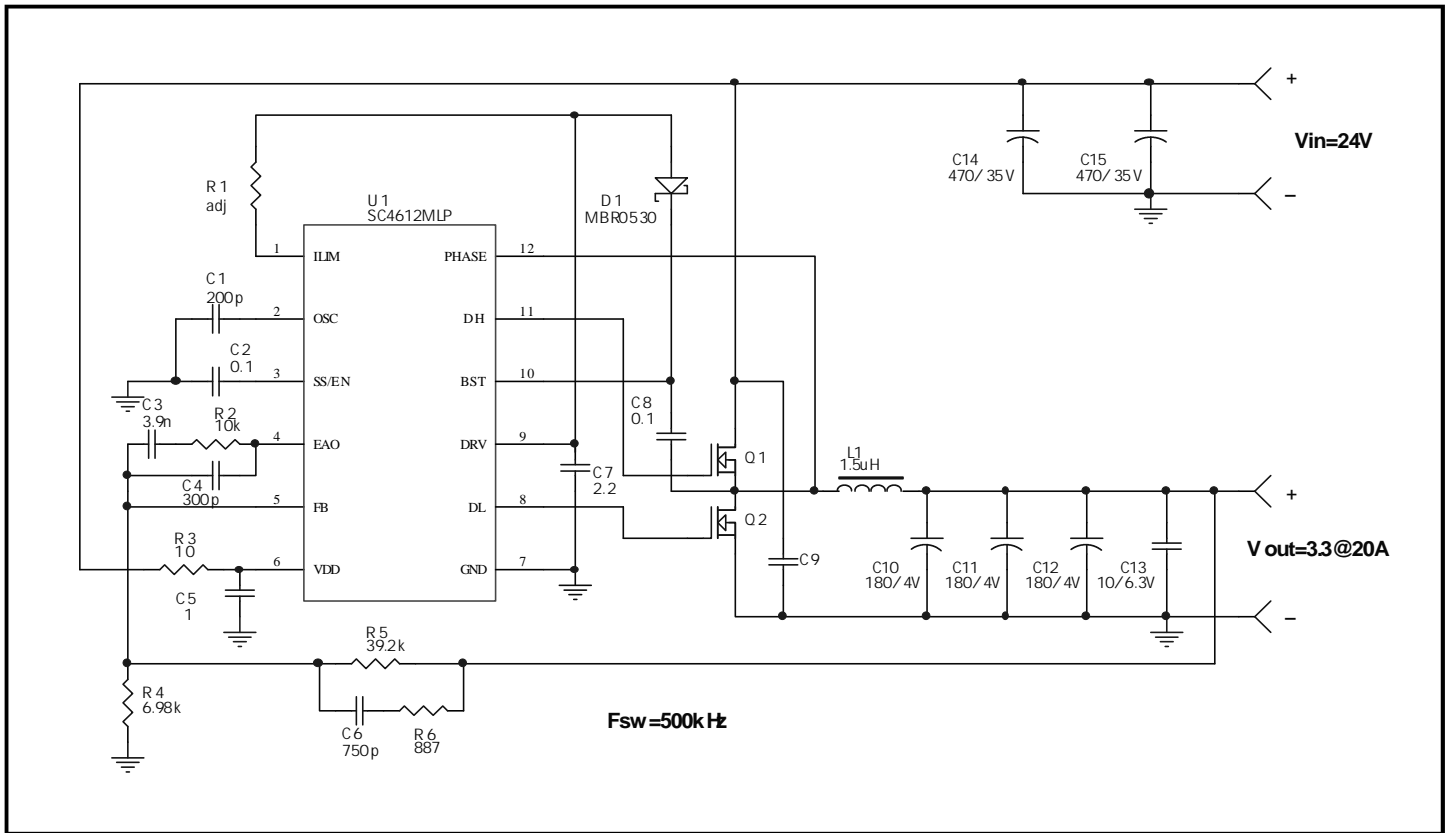 +
C14
470/35V
C15
470/35V
Vin=24V
−
R1
adj
U1
SC4612MLP
D1
MBR0530
1
ILIM
PHASE
12
C1
200p
2
OSC
DH
11
C2
0.1
3
SS/EN
BST
10
C3
3.9n
R2
10k
4
EAO
DRV
9
C8
0.1
C4
300p
5
FB
DL
8
C7
2.2
Q1
Q2
L1
1.5uH
+
R3
10
6
VDD
GND
7
C5
1
C9
C10
180/4V
C11
180/4V
C12
180/4V
C13
10/6.3V
Vout=3.3@20A
−
R5
39.2k
R4
6.98k
C6
750p
R6
887
Fsw=500kHz